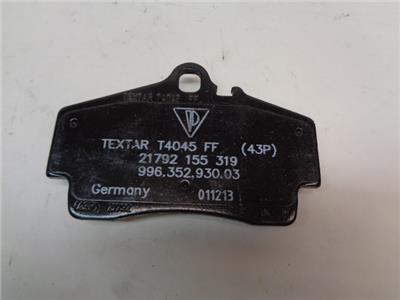 TEXTAR T4045 FF (43P)
21792 155 319
996.352.930.03
Germany 011213